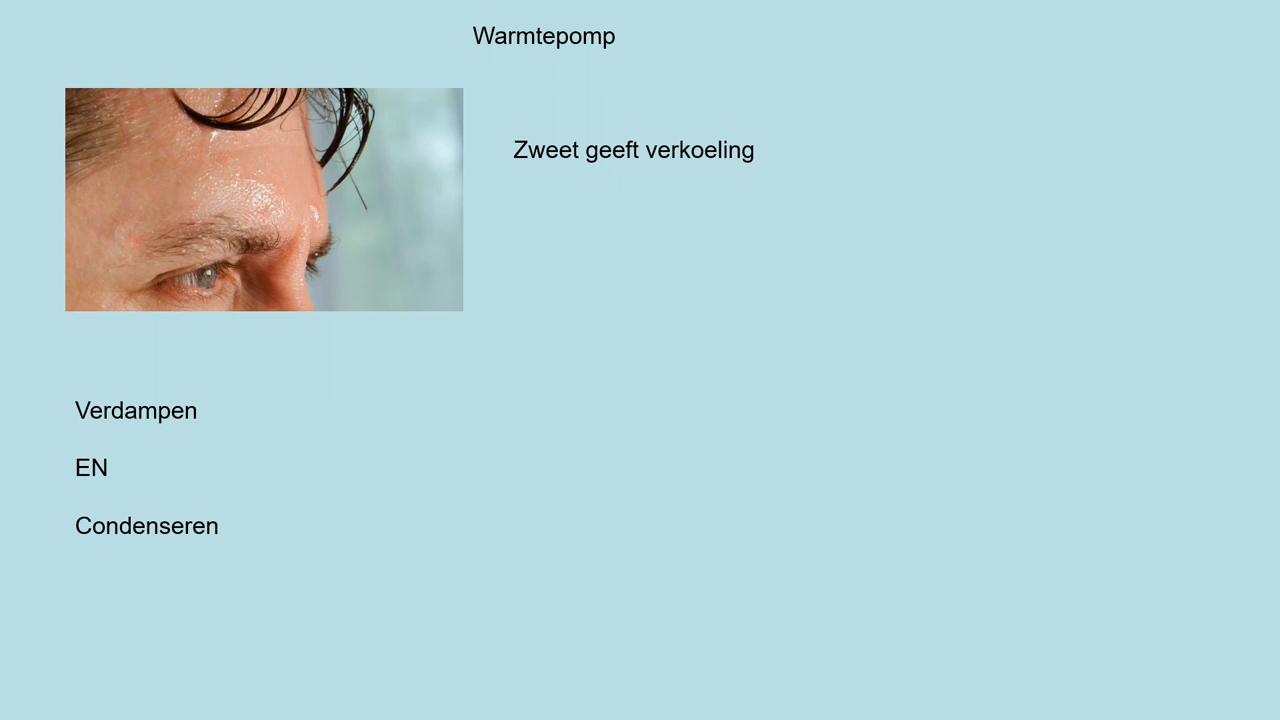 Warmtepomp
Zweet geeft verkoeling
Verdampen
EN
Condenseren